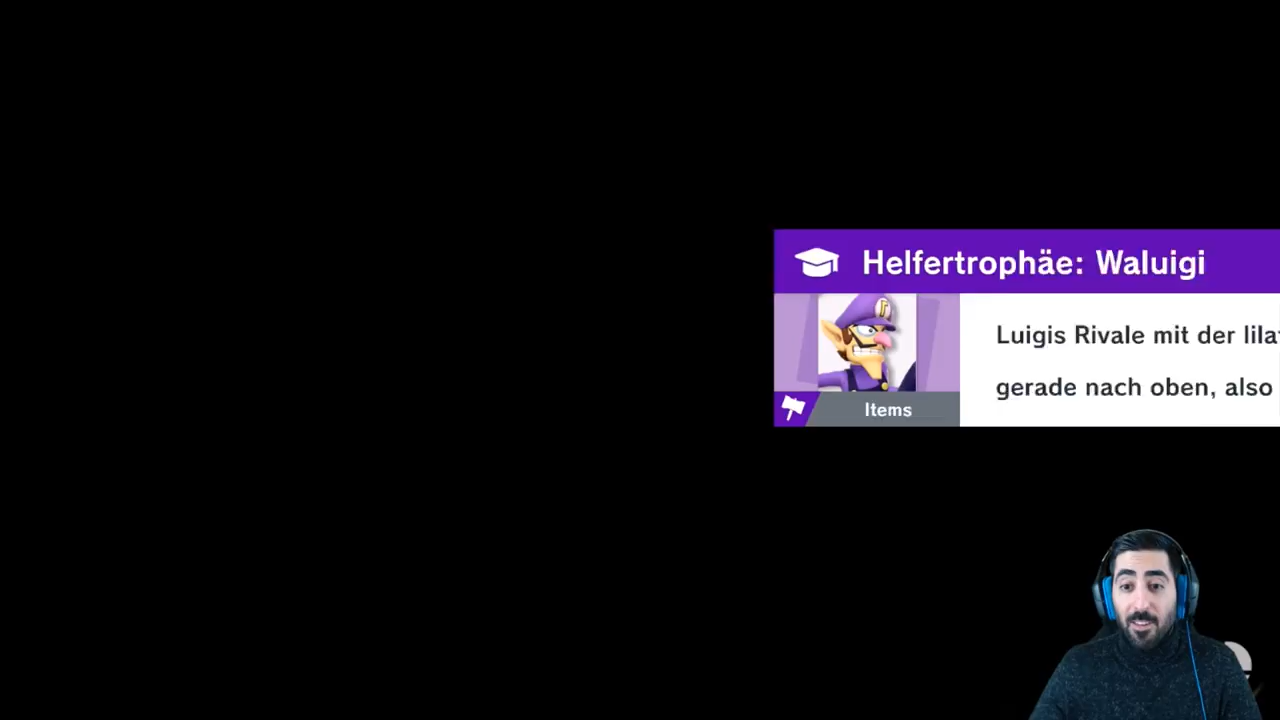 Helfertrophäe: Waluigi
Luigis Rivale mit der lila
gerade nach oben, also
Items